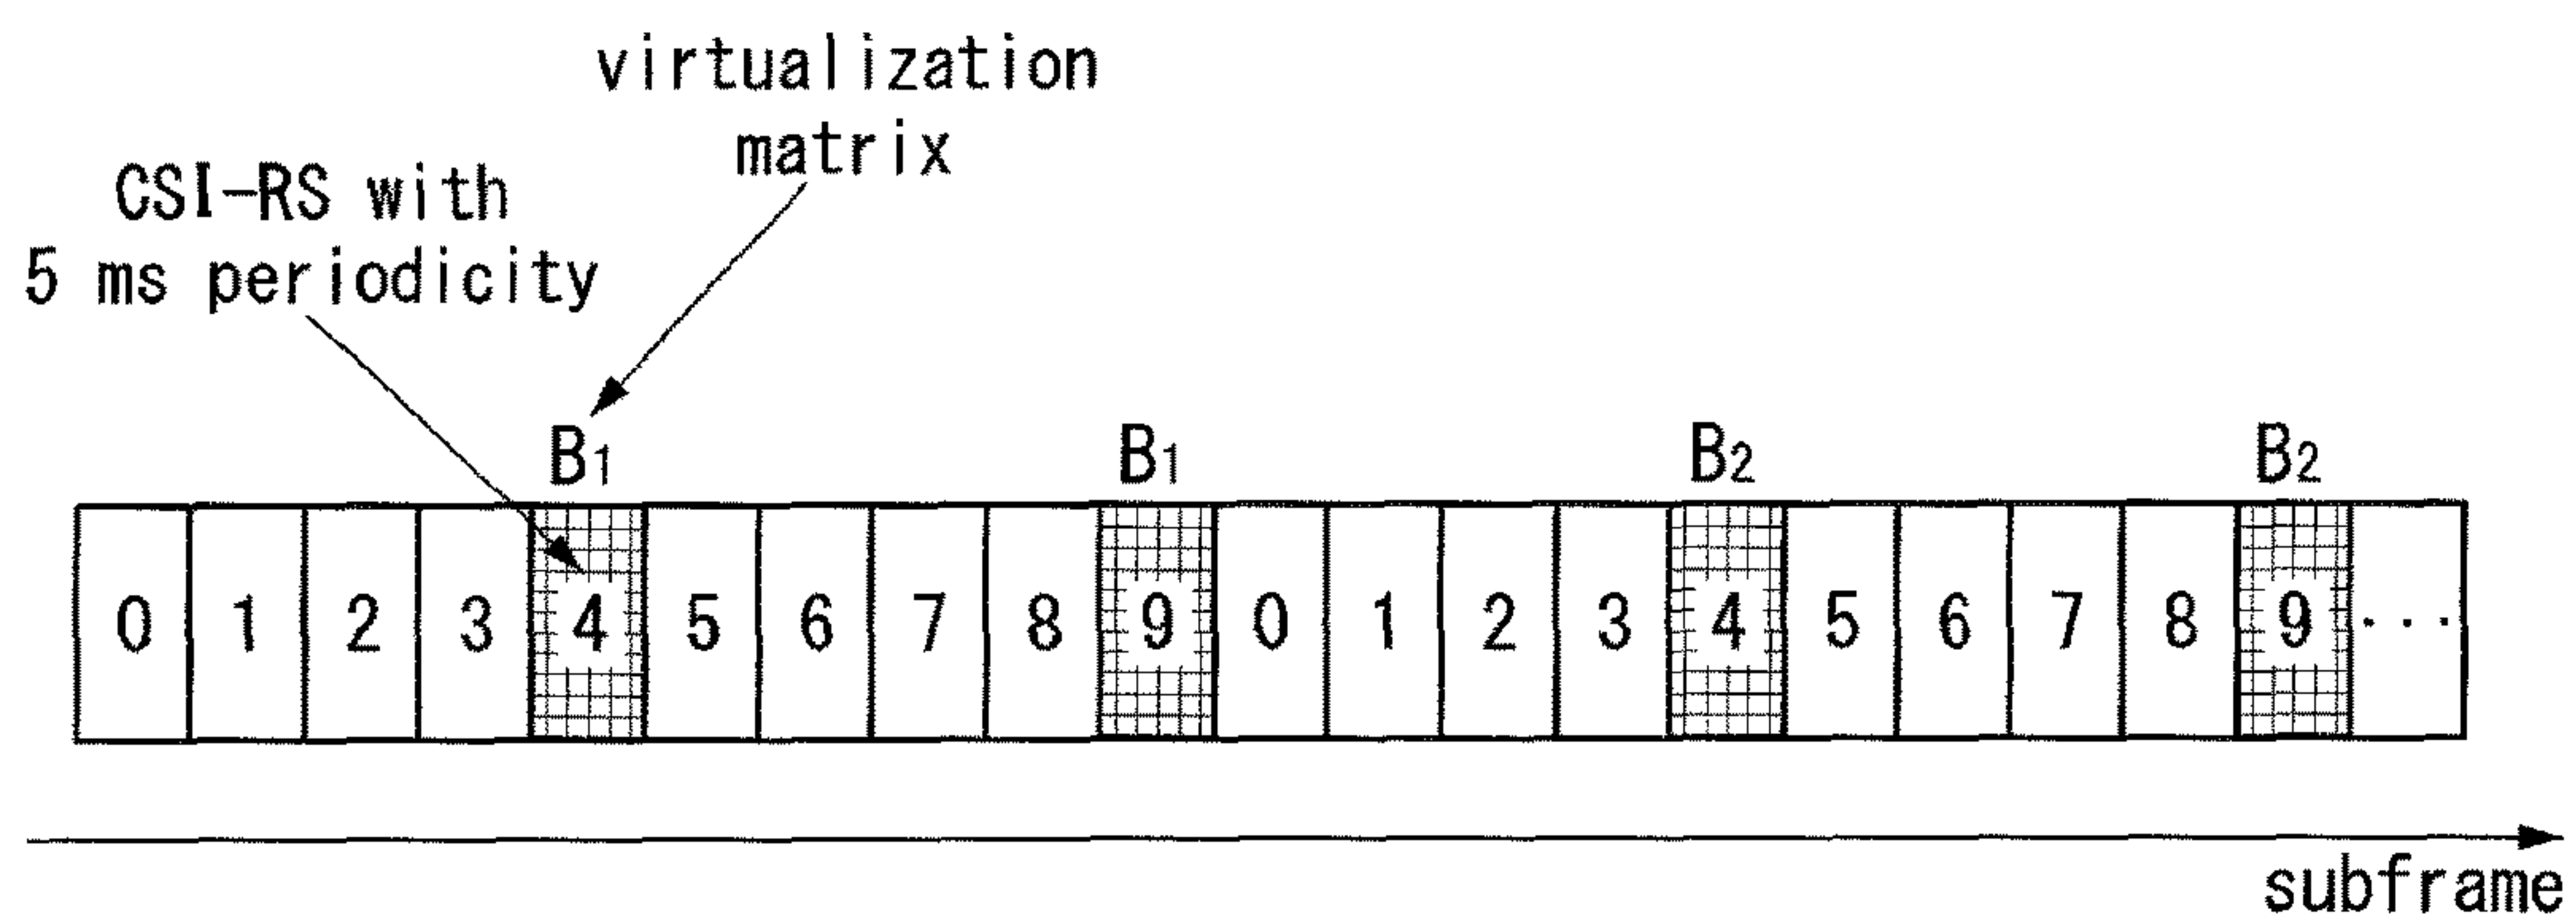 virtualization
matrix
CSI-RS with
5 ms periodicity
B1 B1 B2 B2
0 1 2 3 4 5 6 7 8 9 0 1 2 3 4 5 6 7 8 9 ...
subframe